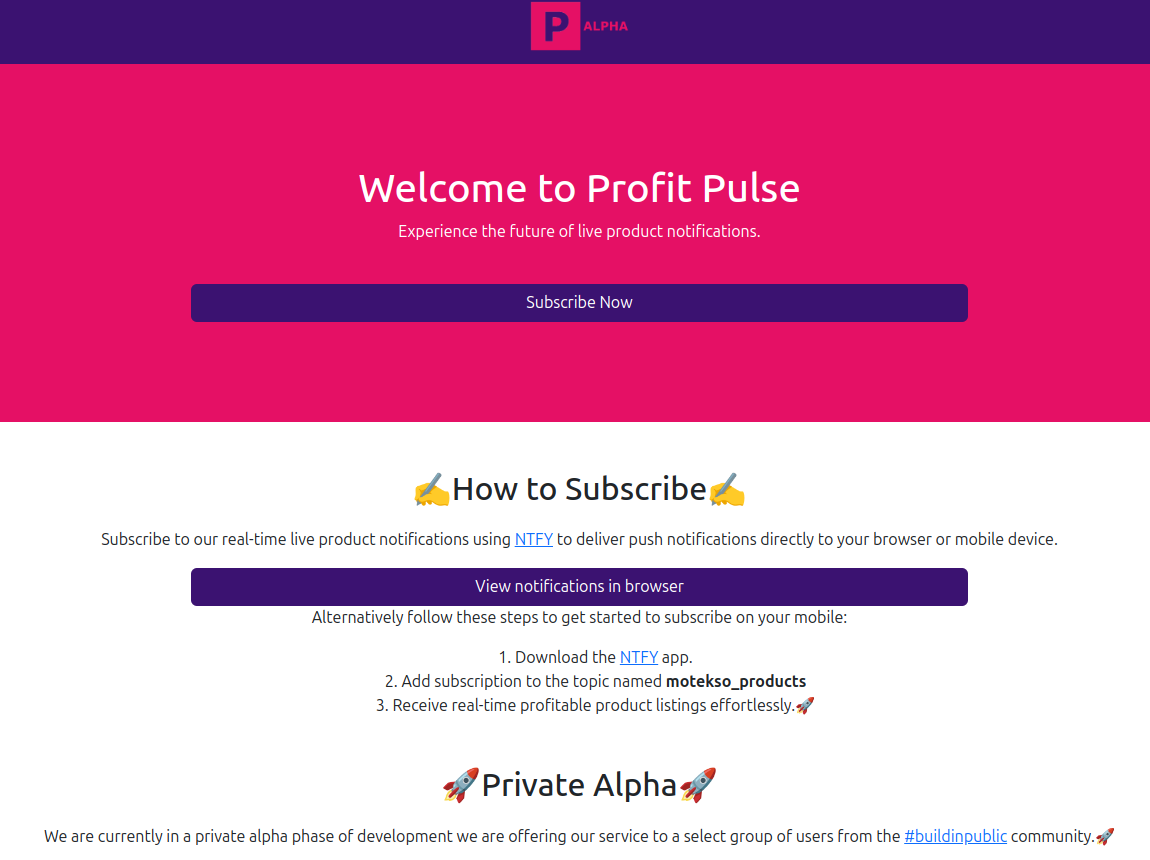 P ALPHA
Welcome to Profit Pulse
Experience the future of live product notifications.
Subscribe Now
✍️How to Subscribe✍️
Subscribe to our real-time live product notifications using NTFY to deliver push notifications directly to your browser or mobile device.
View notifications in browser
Alternatively follow these steps to get started to subscribe on your mobile:
1. Download the NTFY app.
2. Add subscription to the topic named motekso_products
3. Receive real-time profitable product listings effortlessly.🚀
🚀Private Alpha🚀
We are currently in a private alpha phase of development we are offering our service to a select group of users from the #buildinpublic community.🚀